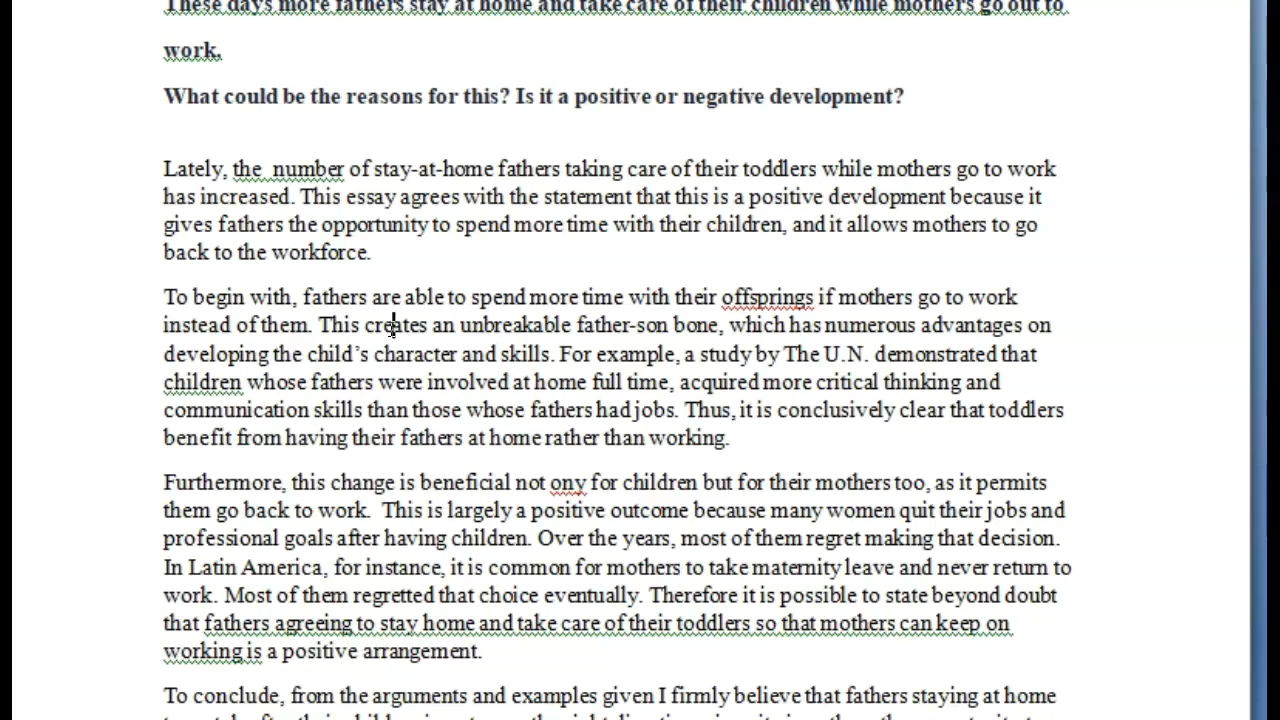 These days more fathers stay at home and take care of their children while mothers go out to
work.
What could be the reasons for this? Is it a positive or negative development?
Lately, the number of stay-at-home fathers taking care of their toddlers while mothers go to work
has increased. This essay agrees with the statement that this is a positive development because it
gives fathers the opportunity to spend more time with their children, and it allows mothers to go
back to the workforce.
To begin with, fathers are able to spend more time with their offsprings if mothers go to work
instead of them. This creates an unbreakable father-son bone, which has numerous advantages on
developing the child's character and skills. For example, a study by The U.N. demonstrated that
children whose fathers were involved at home full time, acquired more critical thinking and
communication skills than those whose fathers had jobs. Thus, it is conclusively clear that toddlers
benefit from having their fathers at home rather than working.
Furthermore, this change is beneficial not ony for children but for their mothers too, as it permits
them go back to work. This is largely a positive outcome because many women quit their jobs and
professional goals after having children. Over the years, most of them regret making that decision.
In Latin America, for instance, it is common for mothers to take maternity leave and never return to
work. Most of them regretted that choice eventually. Therefore it is possible to state beyond doubt
that fathers agreeing to stay home and take care of their toddlers so that mothers can keep on
working is a positive arrangement.
To conclude, from the arguments and examples given I firmly believe that fathers staying at home